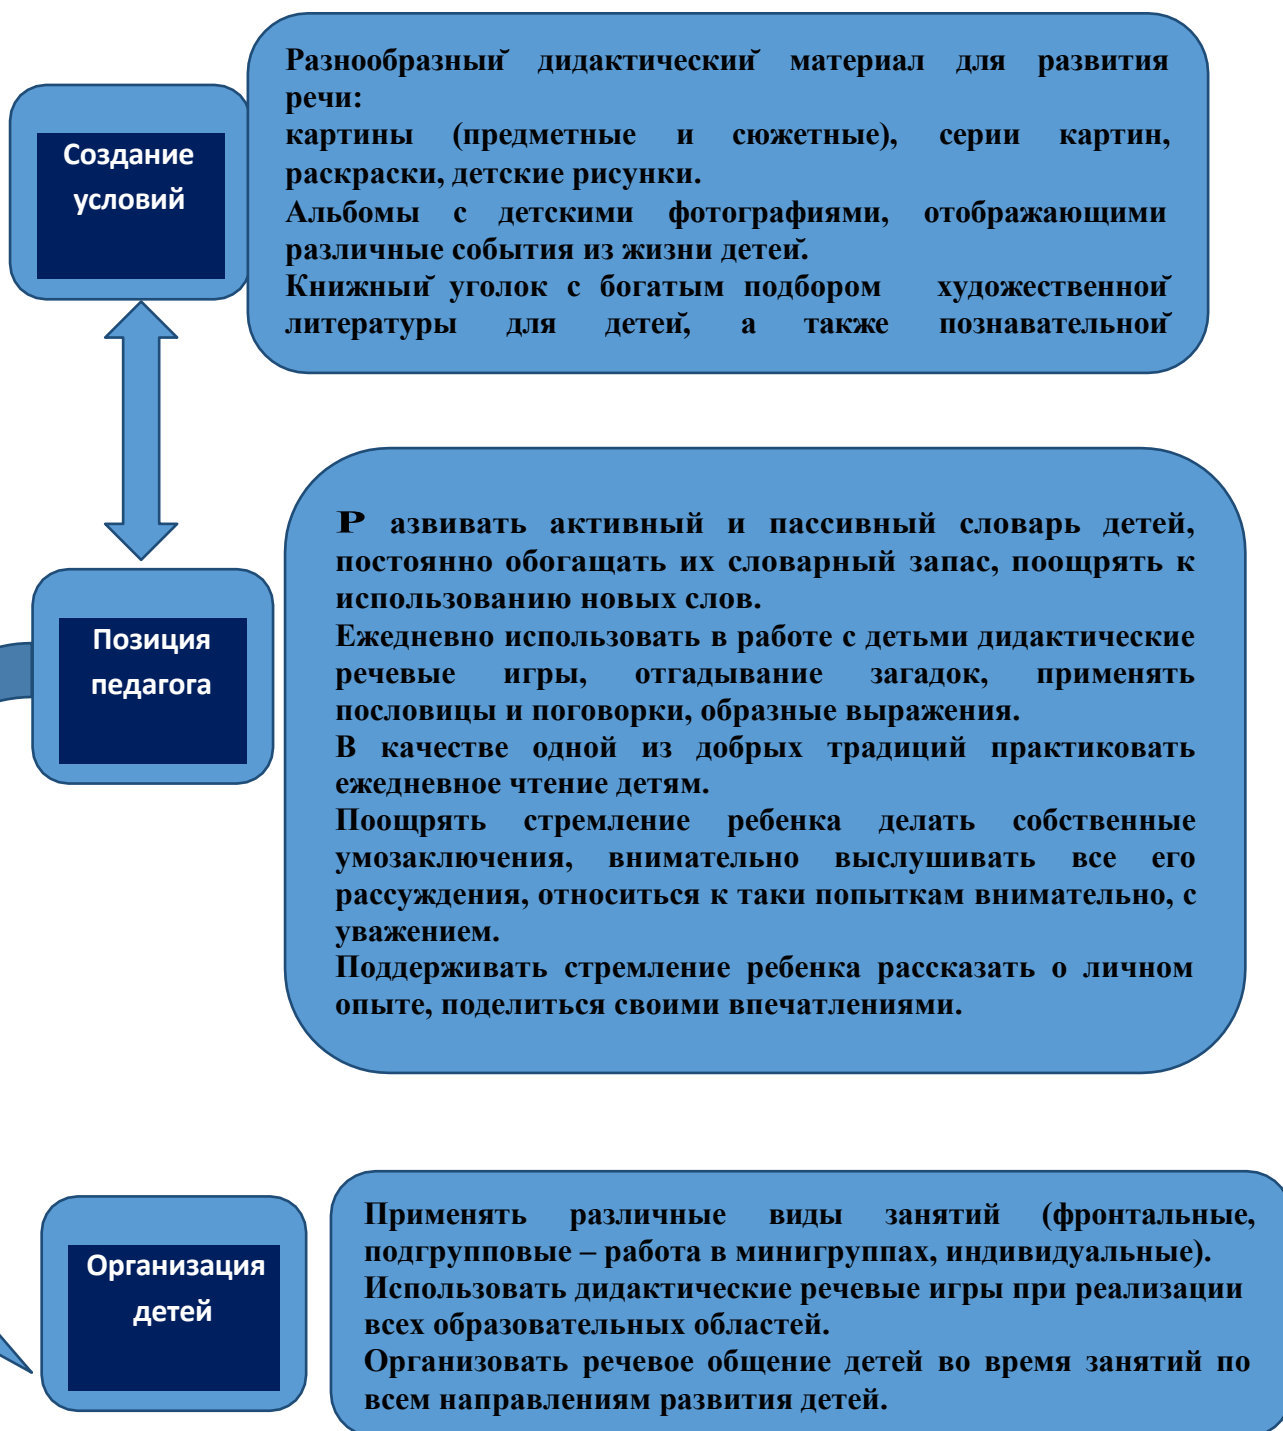 Создание
условий
Разнообразный дидактический материал для развития
речи:
картины (предметные и сюжетные), серии картин,
раскраски, детские рисунки.
Альбомы с детскими фотографиями, отображающими
различные события из жизни детей.
Книжный уголок с богатым подбором художественной
литературы для детей, а также познавательной
Позиция
педагога
Р азвивать активный и пассивный словарь детей,
постоянно обогащать их словарный запас, поощрять к
использованию новых слов.
Ежедневно использовать в работе с детьми дидактические
речевые игры, отгадывание загадок, применять
пословицы и поговорки, образные выражения.
В качестве одной из добрых традиций практиковать
ежедневное чтение детям.
Поощрять стремление ребенка делать собственные
умозаключения, внимательно выслушивать все его
рассуждения, относиться к таки попыткам внимательно, с
уважением.
Поддерживать стремление ребенка рассказать о личном
опыте, поделиться своими впечатлениями.
Организация
детей
Применять различные виды занятий (фронтальные,
подгрупповые – работа в минигруппах, индивидуальные).
Использовать дидактические речевые игры при реализации
всех образовательных областей.
Организовать речевое общение детей во время занятий по
всем направлениям развития детей.